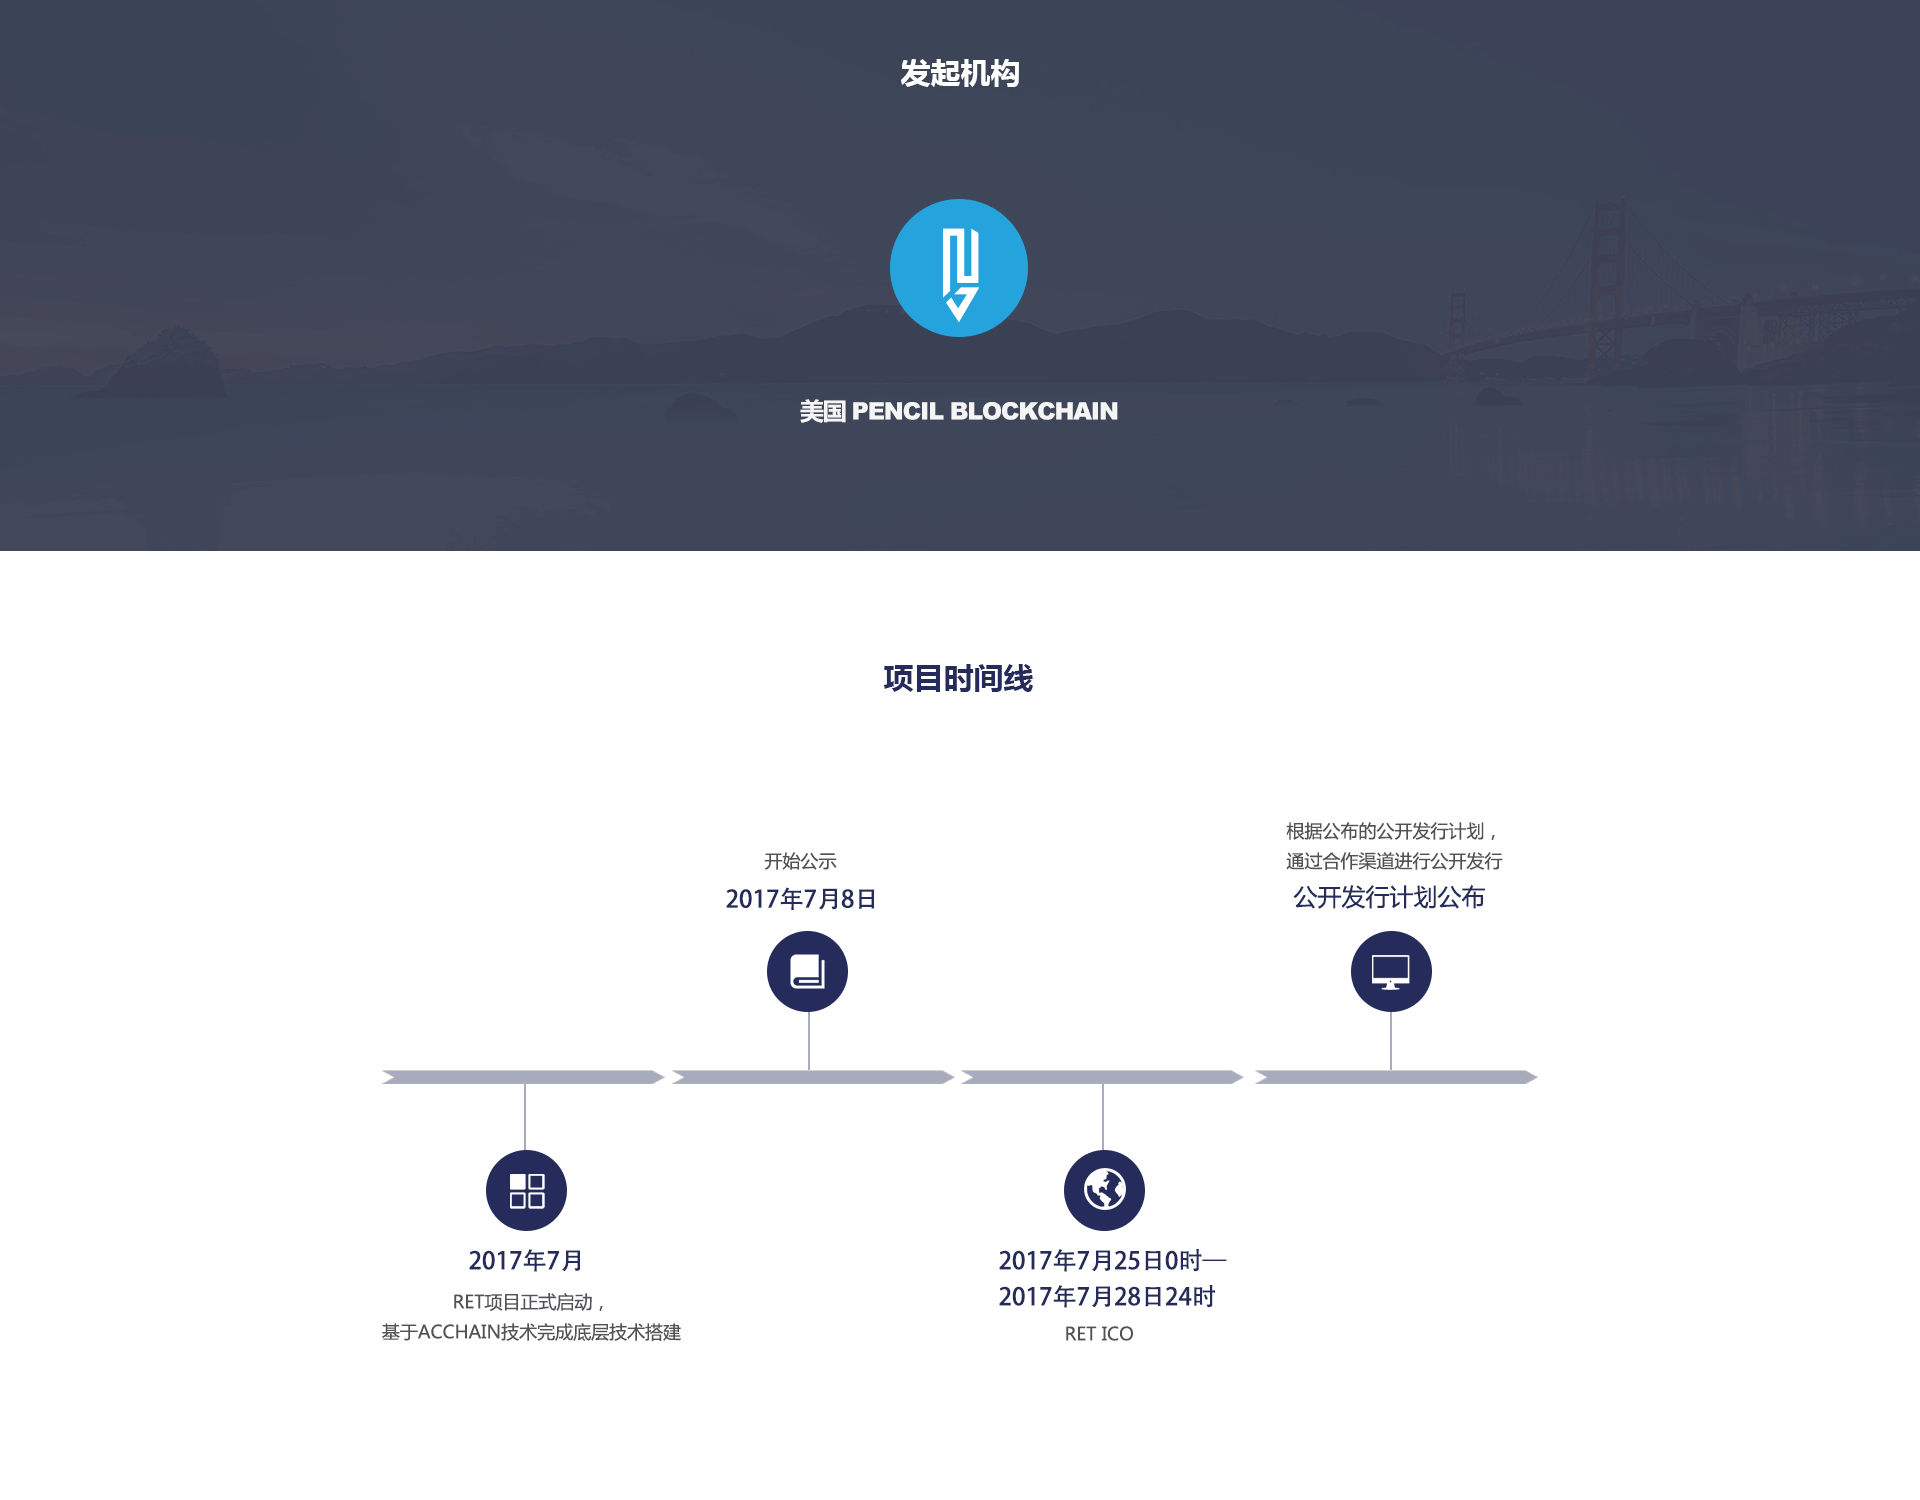 发起机构
美国 PENCIL BLOCKCHAIN
项目时间线
开始公示
2017年7月8日
根据公布的公开发行计划，
通过合作渠道进行公开发行
公开发行计划公布
2017年7月
RET项目正式启动，
基于ACCHAIN技术完成底层技术搭建
2017年7月25日0时—
2017年7月28日24时
RET ICO